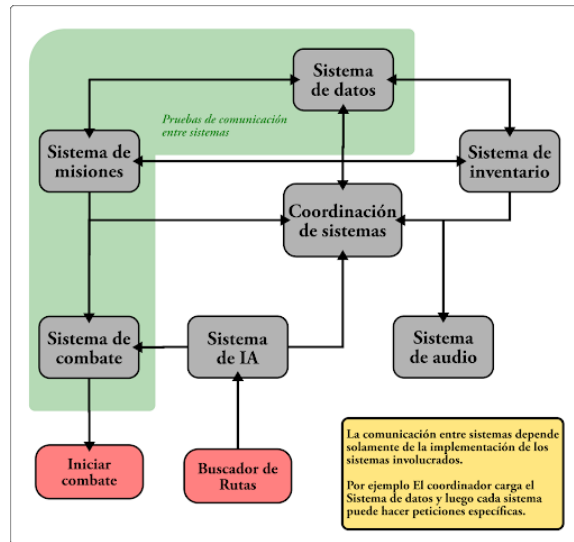 Sistema
de datos
Pruebas de comunicación
entre sistemas
Sistema de
misiones
Sistema de
inventario
Coordinación
de sistemas
Sistema de
combate
Sistema
de IA
Sistema
de audio
Iniciar
combate
Buscador de
Rutas
La comunicación entre sistemas depende
solamente de la implementación de los
sistemas involucrados.
Por ejemplo El coordinador carga el
Sistema de datos y luego cada sistema
puede hacer peticiones específicas.